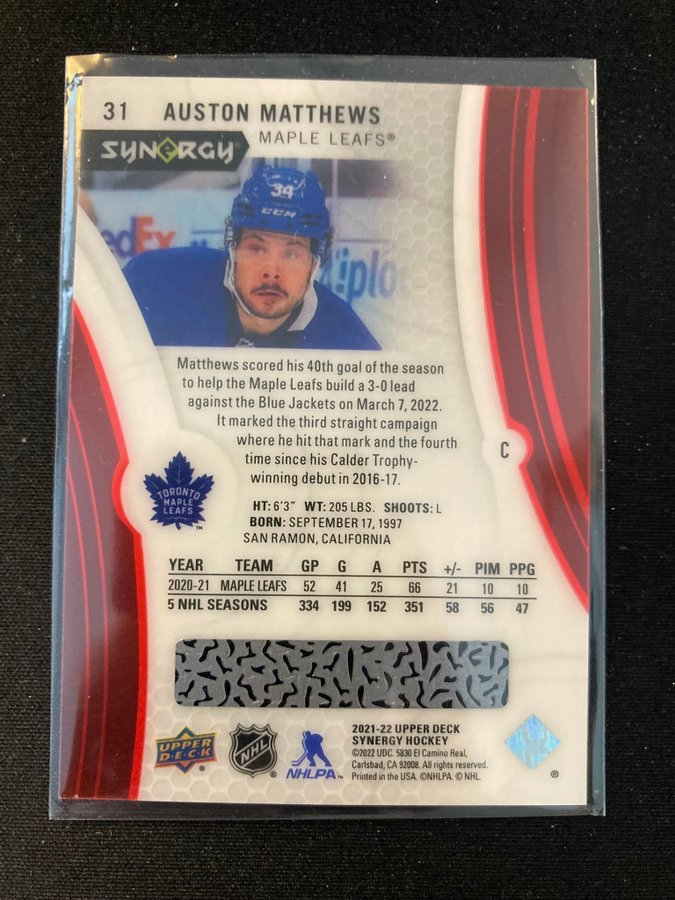 31 AUSTON MATTHEWS
MAPLE LEAFS®
SYNERGY
34
CCM
edEx
Kiplo
Matthews scored his 40th goal of the season
to help the Maple Leafs build a 3-0 lead
against the Blue Jackets on March 7, 2022.
It marked the third straight campaign
where he hit that mark and the fourth
time since his Calder Trophy-
winning debut in 2016-17.
C
TORONTO
MAPLE
LEAFS
™
HT: 6'3" WT: 205 LBS. SHOOTS: L
BORN: SEPTEMBER 17, 1997
SAN RAMON, CALIFORNIA
YEAR TEAM GP G A PTS +/- PIM PPG
2020-21 MAPLE LEAFS 52 41 25 66 21 10 10
5 NHL SEASONS 334 199 152 351 58 56 47
UPPER
D·E·C·K
®
NHL
®
NHLPA™
2021-22 UPPER DECK
SYNERGY HOCKEY
©2022 UDC. 5830 El Camino Real,
Carlsbad, CA 92008. All rights reserved.
Printed in the USA. ©NHLPA. © NHL.
®